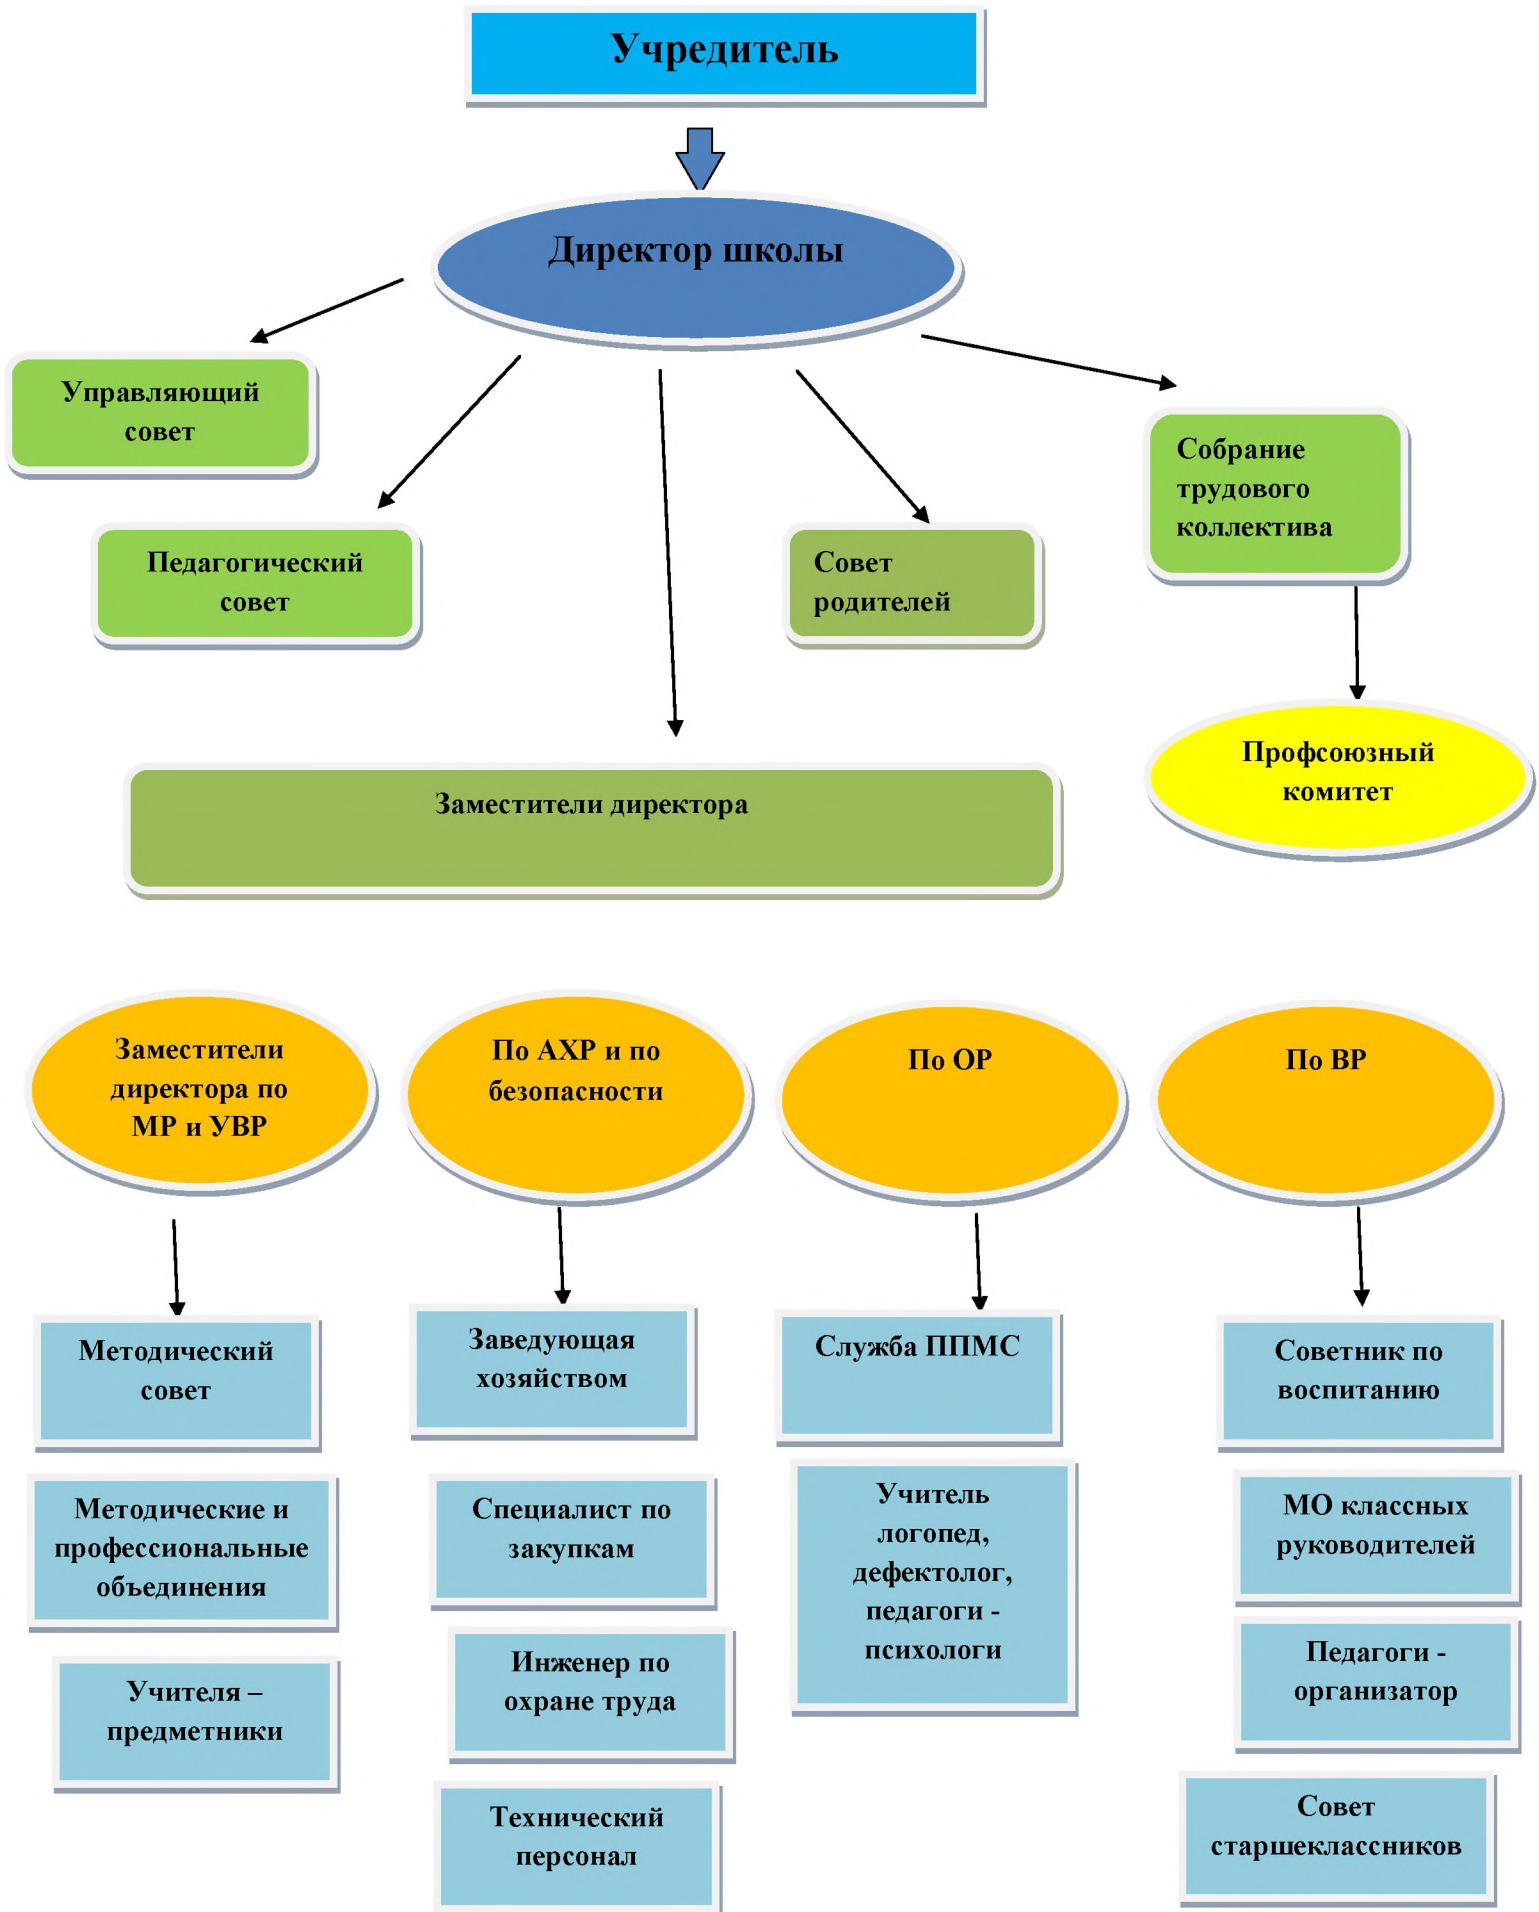 Учредитель
Директор школы
Управляющий
совет
Педагогический
совет
Совет
родителей
Собрание
трудового
коллектива
Профсоюзный
комитет
Заместители директора
Заместители
директора по
МР и УВР
По АХР и по
безопасности
По ОР
По ВР
Методический
совет
Методические и
профессиональные
объединения
Учителя –
предметники
Заведующая
хозяйством
Специалист по
закупкам
Инженер по
охране труда
Технический
персонал
Служба ППМС
Учитель
логопед,
дефектолог,
педагоги -
психологи
Советник по
воспитанию
МО классных
руководителей
Педагоги -
организатор
Совет
старшеклассников